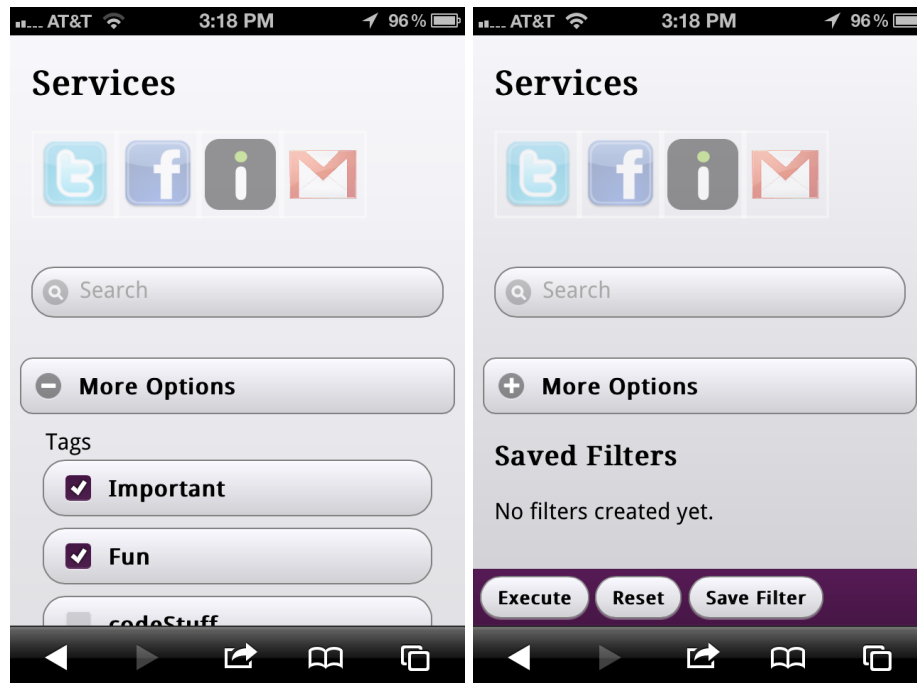 AT&T 3:18 PM 96%
Services
Search
More Options
Tags
Important
Fun
codeStuff
AT&T 3:18 PM 96%
Services
Search
More Options
Saved Filters
No filters created yet.
Execute Reset Save Filter